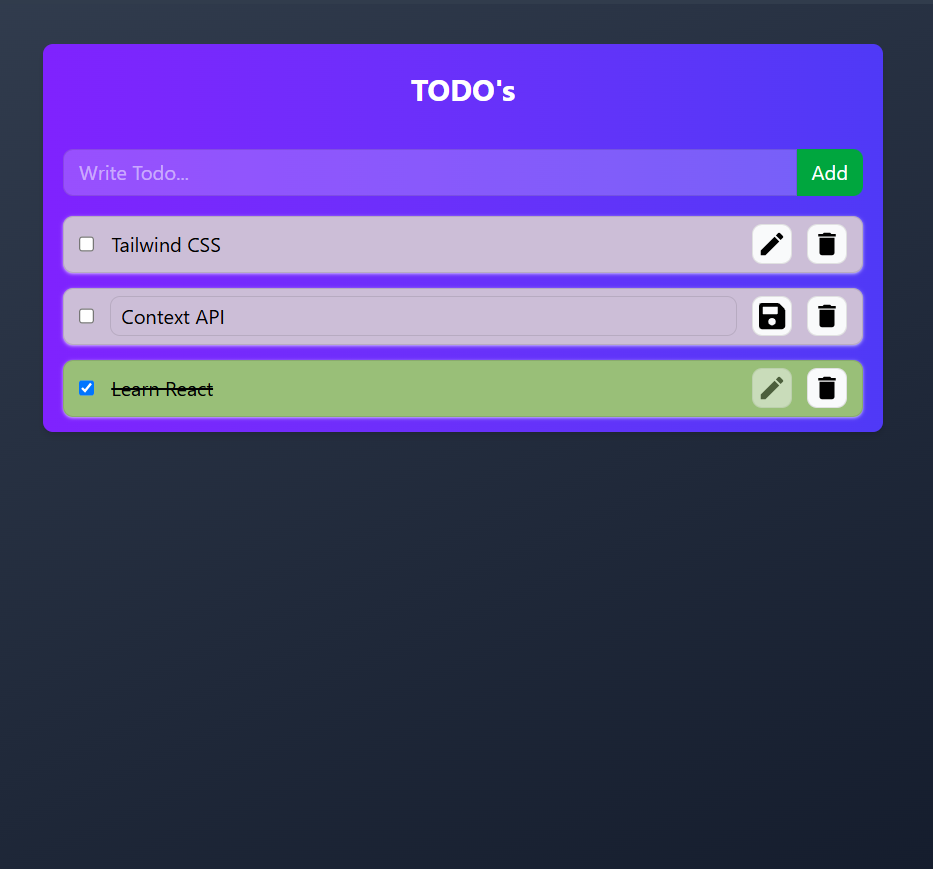 TODO's
Write Todo...
Add
Tailwind CSS
Context API
Learn React